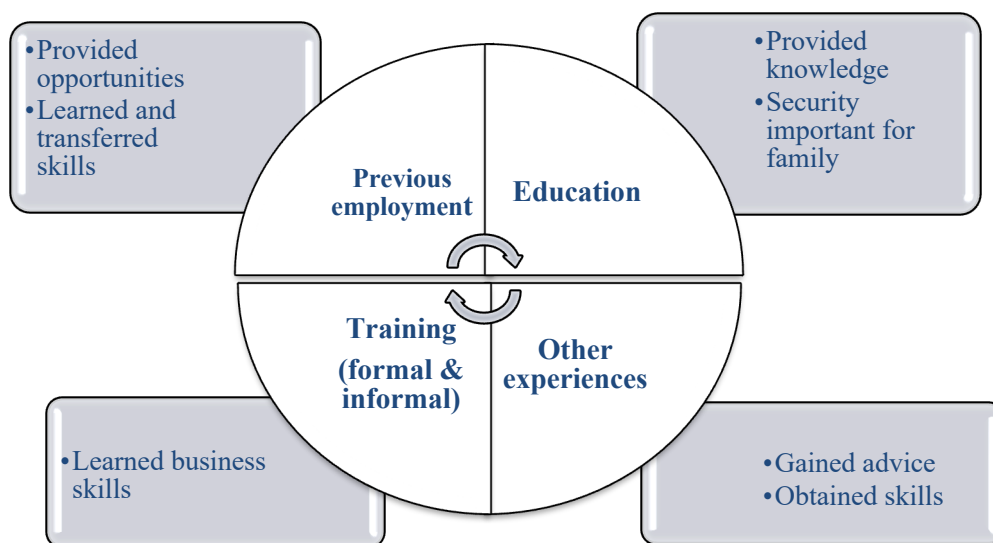 •Provided
opportunities
•Learned and
transferred
skills
•Provided
knowledge
•Security
important for
family
Previous
employment
Education
Training
(formal &
informal)
Other
experiences
•Learned business
skills
•Gained advice
•Obtained skills